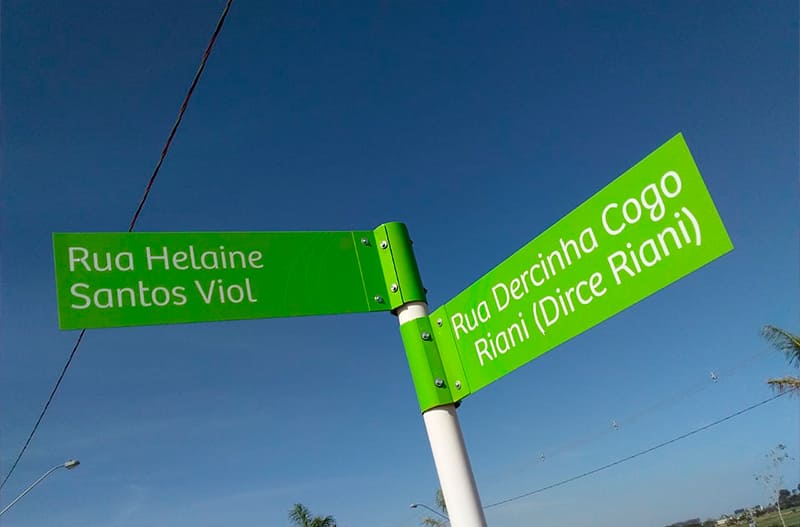 Rua Helaine
Santos Viol
Rua Dercinha Cogo
Riani (Dirce Riani)